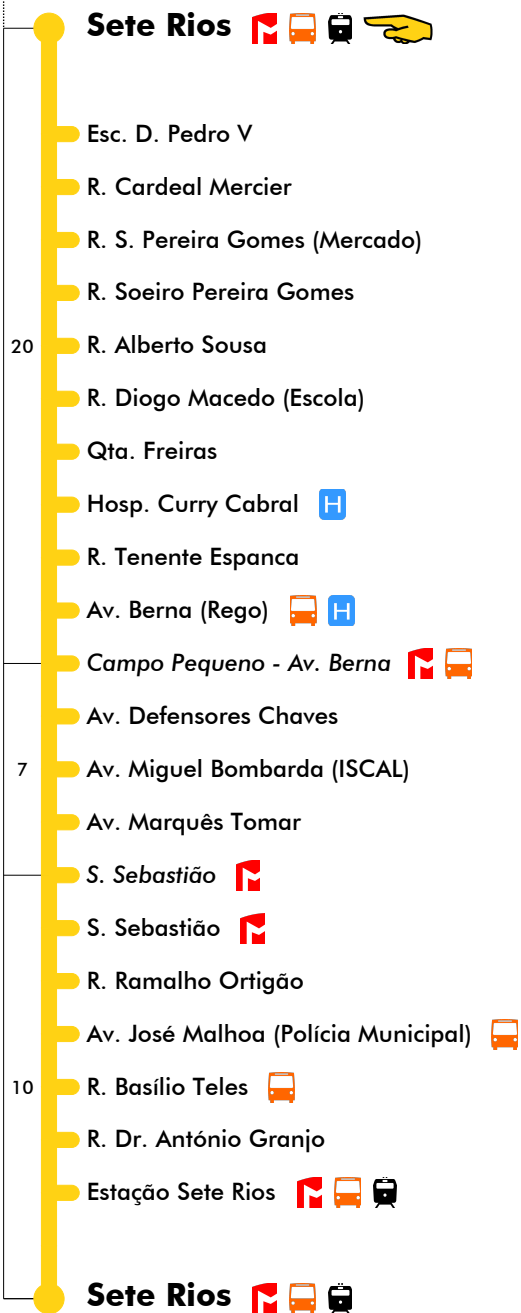 Sete Rios
Esc. D. Pedro V
R. Cardeal Mercier
R. S. Pereira Gomes (Mercado)
R. Soeiro Pereira Gomes
20 R. Alberto Sousa
R. Diogo Macedo (Escola)
Qta. Freiras
Hosp. Curry Cabral H
R. Tenente Espanca
Av. Berna (Rego) H
Campo Pequeno - Av. Berna
Av. Defensores Chaves
7 Av. Miguel Bombarda (ISCAL)
Av. Marquês Tomar
S. Sebastião
S. Sebastião
R. Ramalho Ortigão
Av. José Malhoa (Polícia Municipal)
10 R. Basílio Teles
R. Dr. António Granjo
Estação Sete Rios
Sete Rios